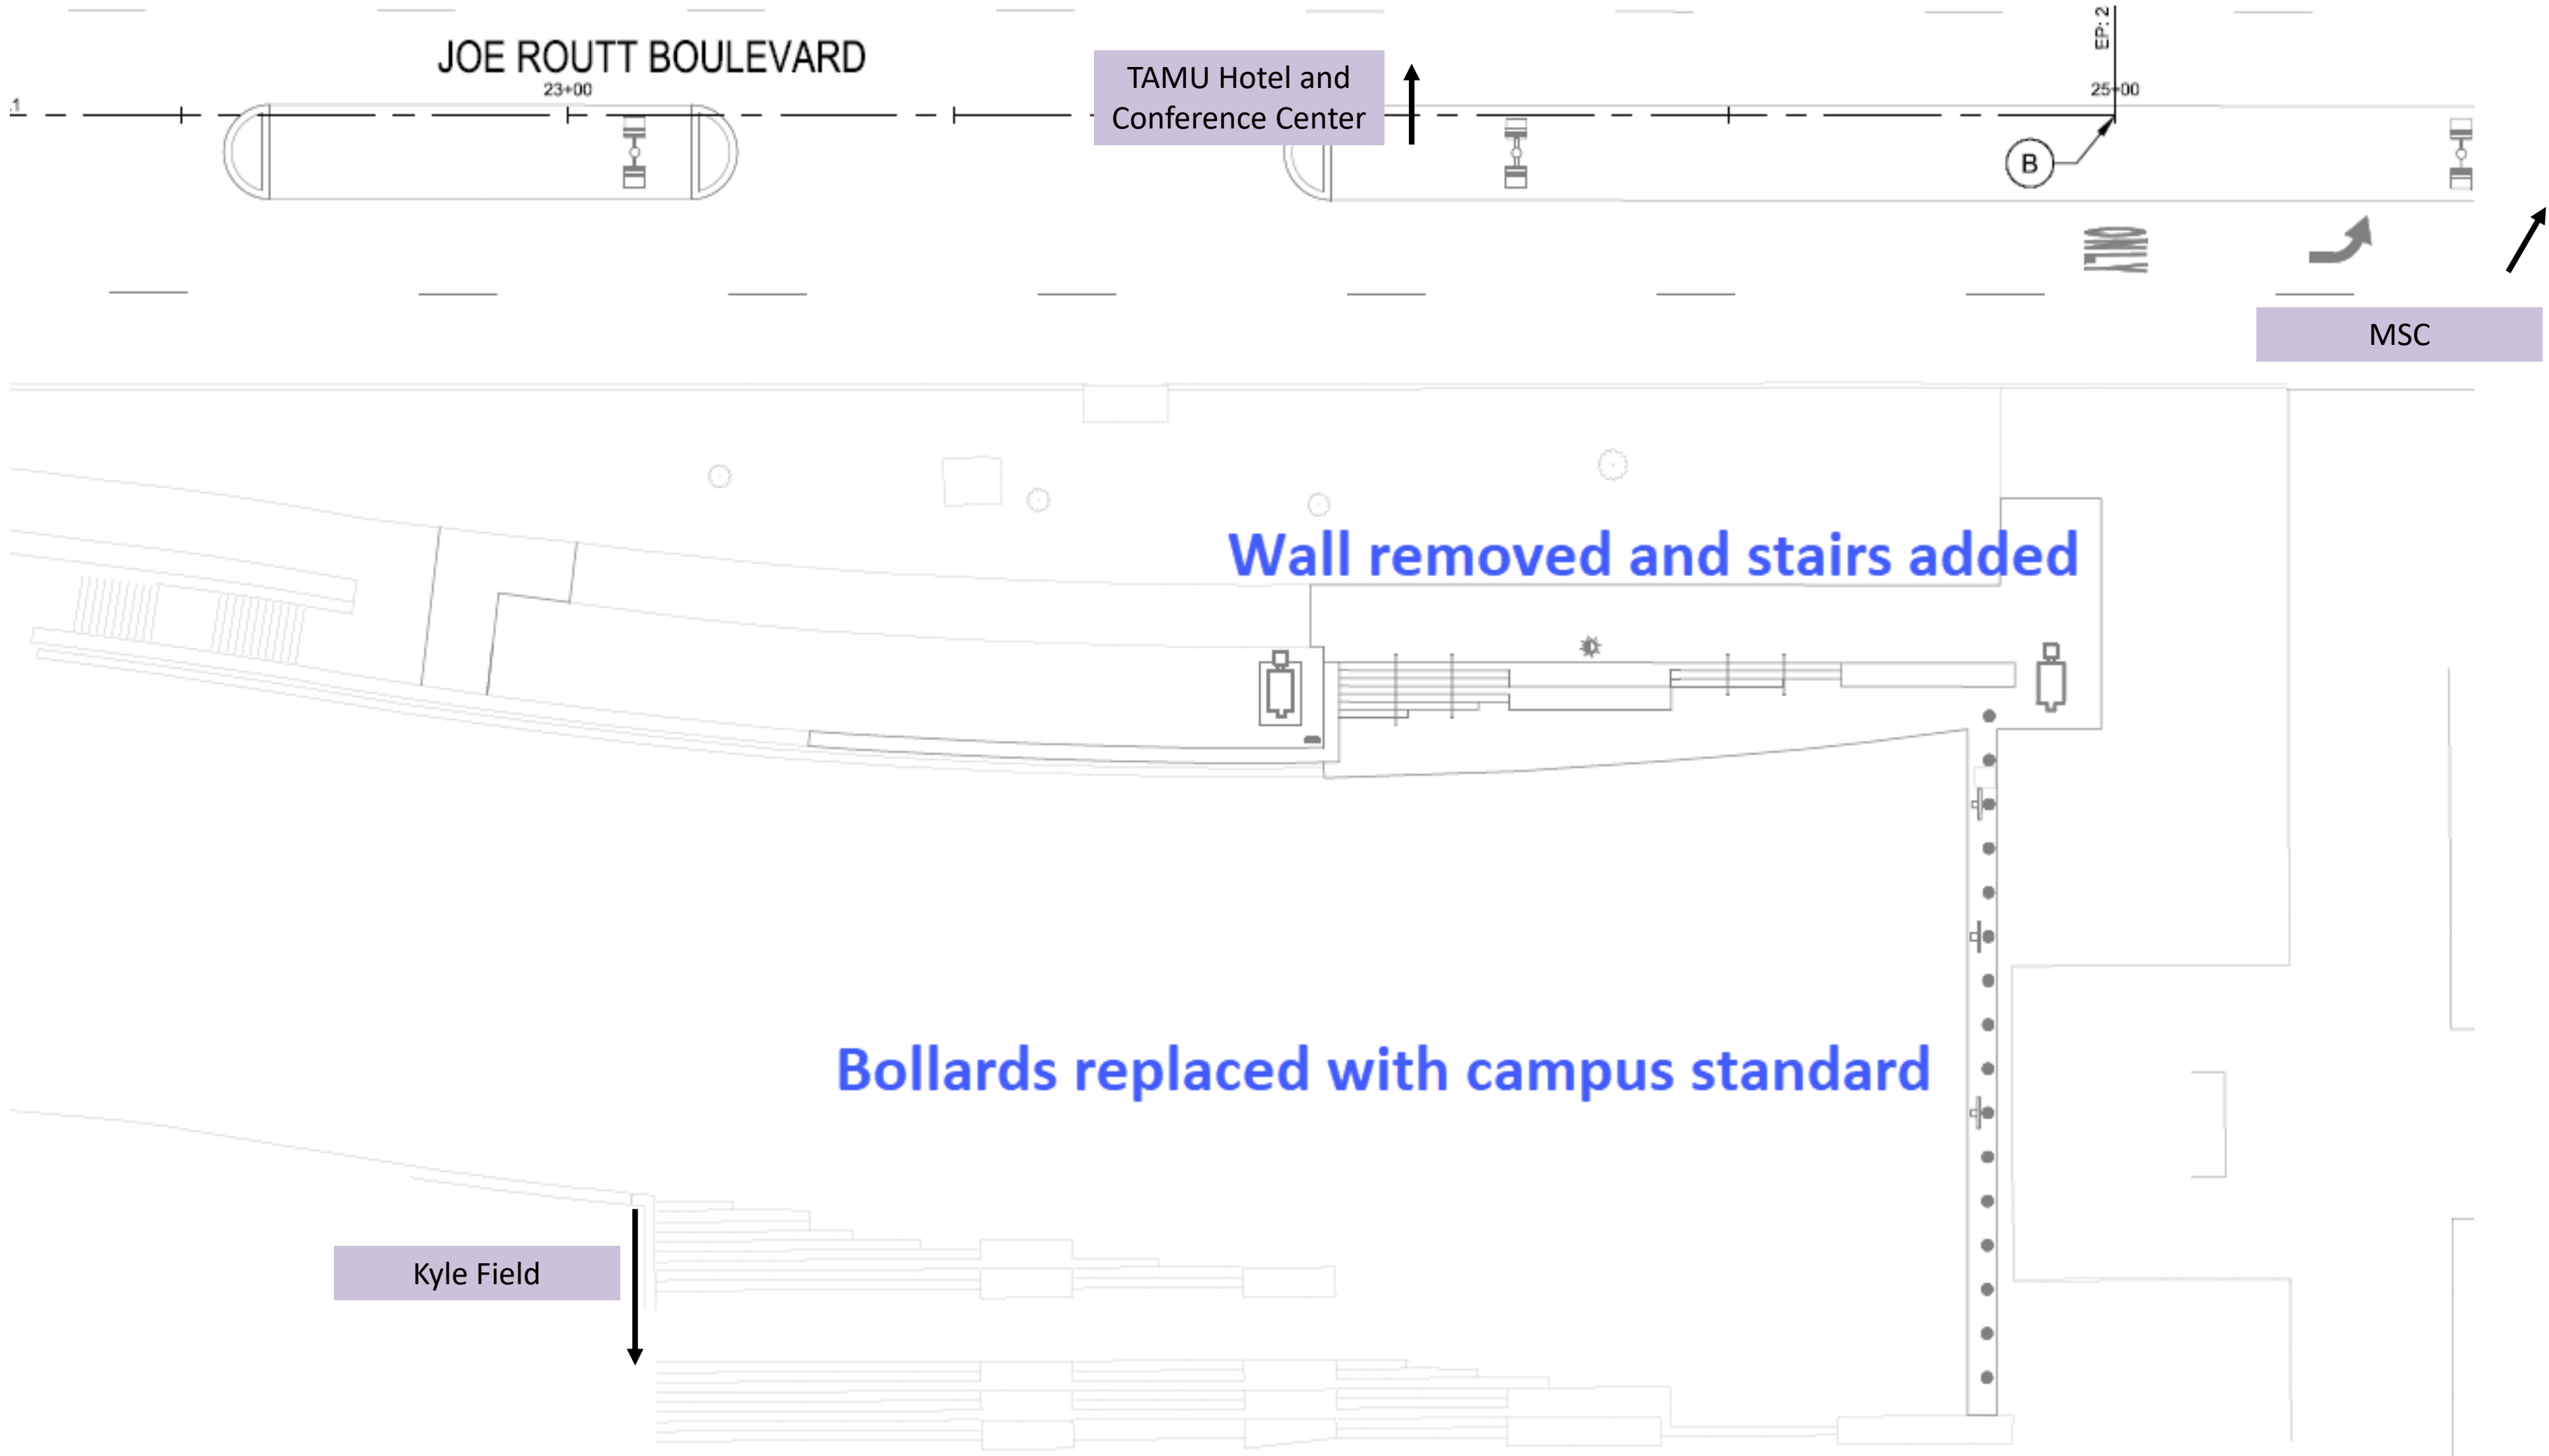 JOE ROUTT BOULEVARD
23+00
TAMU Hotel and
Conference Center
EP: 2
25+00
.1
B
MSC
Wall removed and stairs added
Bollards replaced with campus standard
Kyle Field